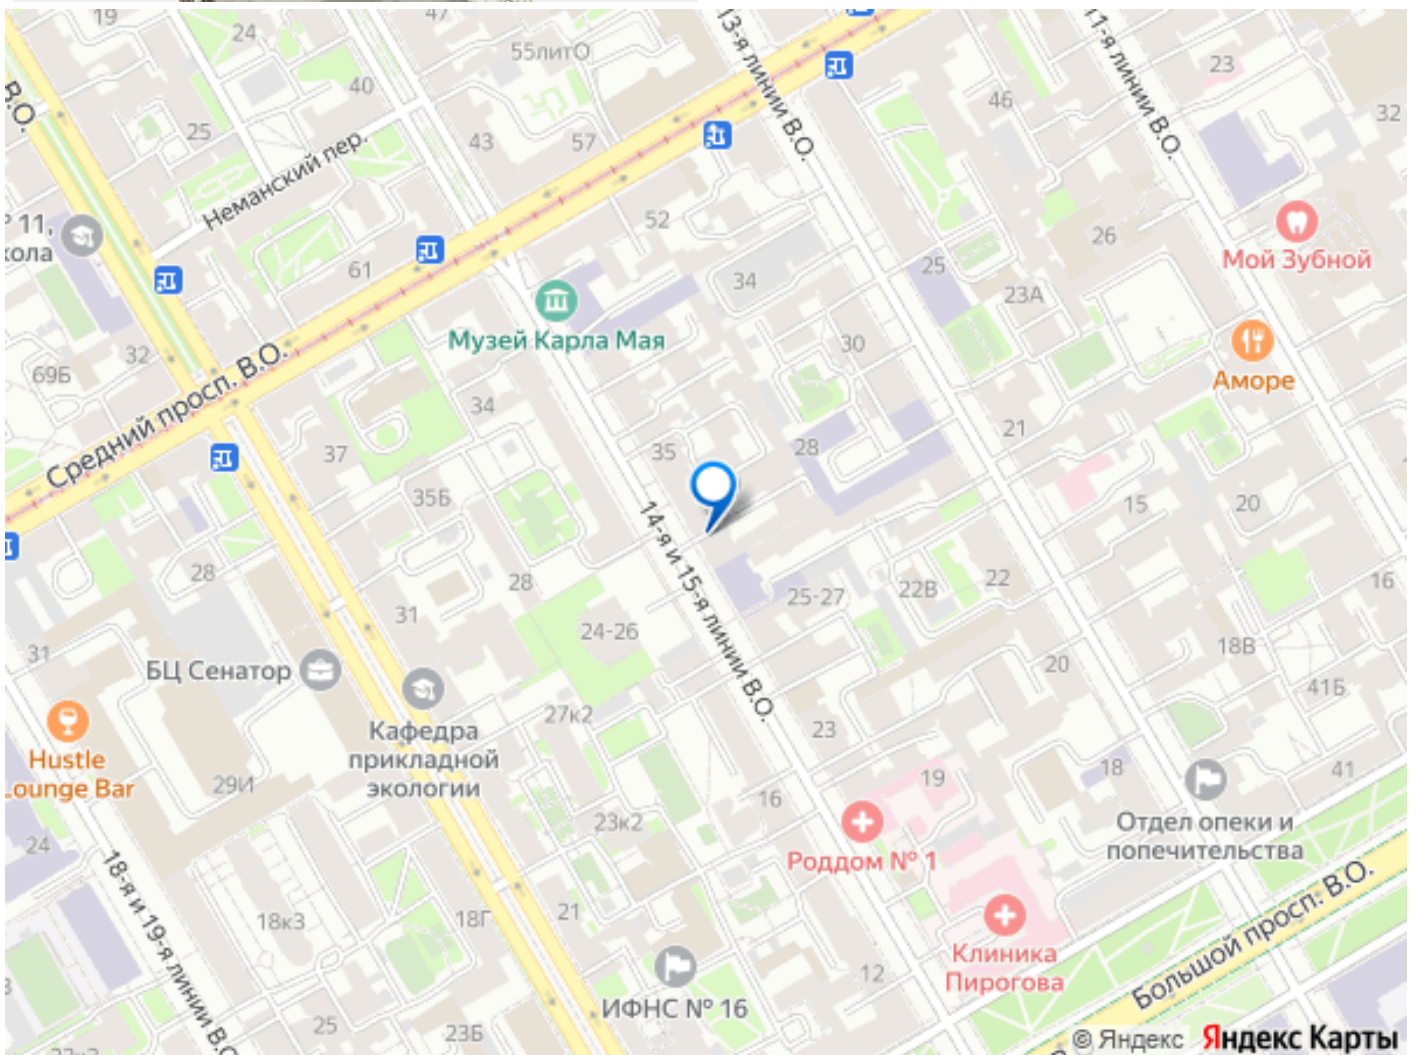 19
24
47
55литО
13-я линии В.О.
11-я линии В.О.
23
40
46
32
В.О.
25
43
57
Неманский пер.
52
26
11,
кола
61
34
25
23А
Мой Зубной
Музей Карла Мая
Средний просп. В.О.
32
69Б
30
Аморе
34
37
35
28
21
35Б
15
20
14-я и 15-я линии В.О.
28
28
25-27
22В
22
16
31
24-26
31
БЦ Сенатор
20
18В
41Б
27к2
Кафедра
прикладной
экологии
23
Hustle
Lounge Bar
29И
16
19
18
41
24
23к2
Роддом № 1
Отдел опеки и
попечительства
18-я и 19-я линии В.О.
18к3
18Г
21
Клиника
Пирогова
Большой просп. В.О.
12
ИФНС № 16
25
23Б
© Яндекс Яндекс Карты